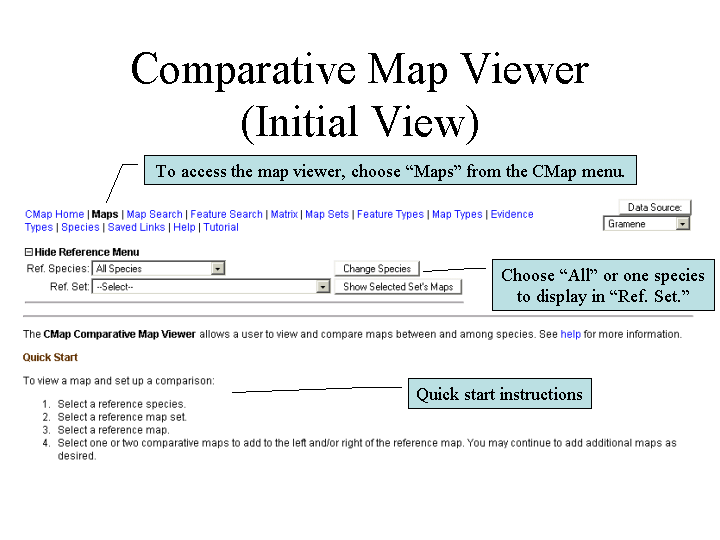 Comparative Map Viewer
(Initial View)
To access the map viewer, choose “Maps” from the CMap menu.
CMap Home | Maps | Map Search | Feature Search | Matrix | Map Sets | Feature Types | Map Types | Evidence
Types | Species | Saved Links | Help | Tutorial
Data Source:
Gramene
Hide Reference Menu
Ref. Species: All Species Change Species
Ref. Set: --Select-- Show Selected Set's Maps
Choose “All” or one species
to display in “Ref. Set.”
The CMap Comparative Map Viewer allows a user to view and compare maps between and among species. See help for more information.
Quick Start
To view a map and set up a comparison:
Quick start instructions
1. Select a reference species.
2. Select a reference map set.
3. Select a reference map.
4. Select one or two comparative maps to add to the left and/or right of the reference map. You may continue to add additional maps as
desired.